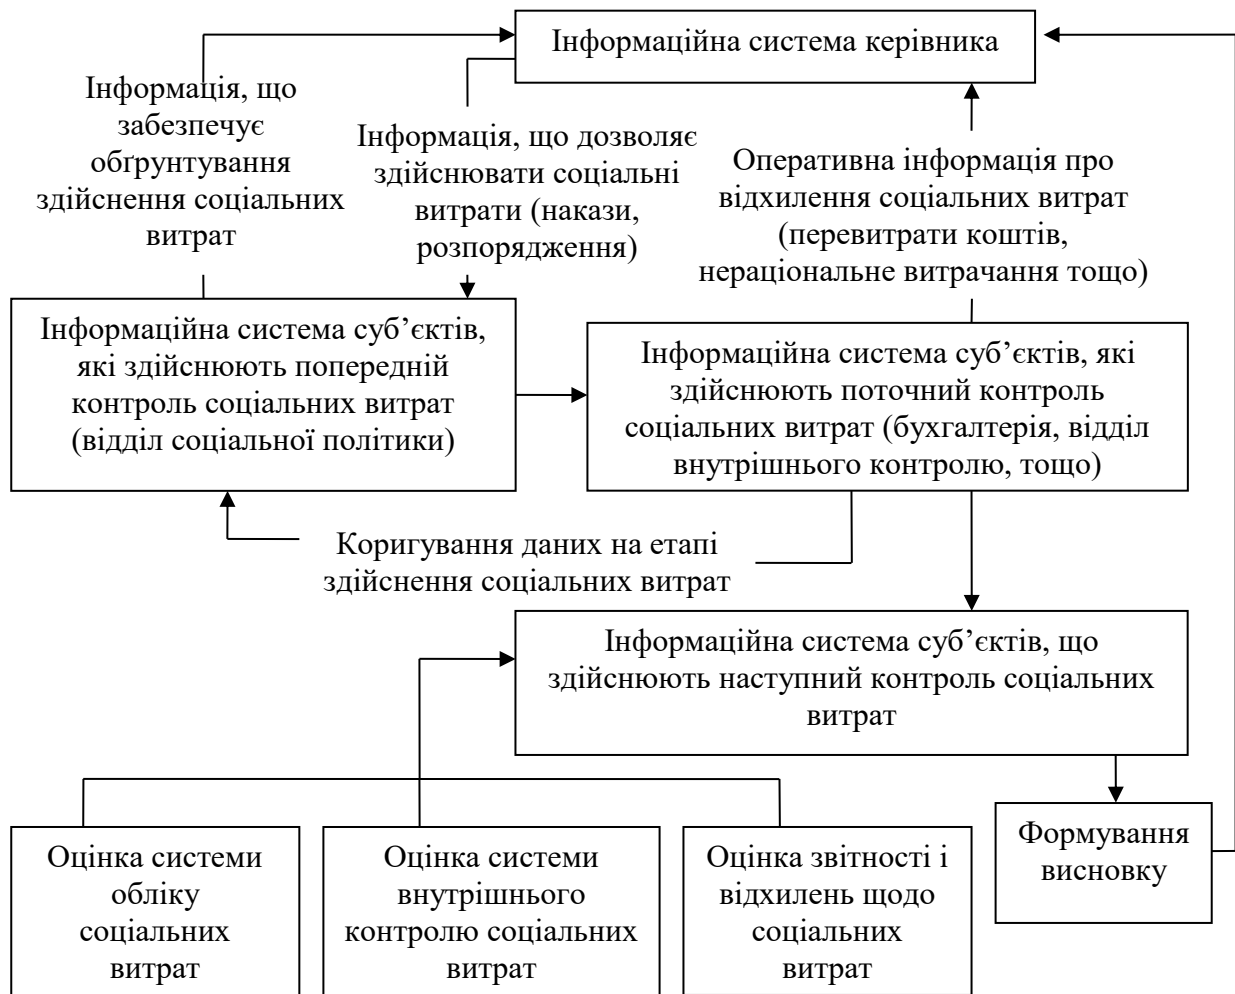 Інформаційна система керівника
Інформація, що
забезпечує
обґрунтування
здійснення соціальних
витрат
Інформація, що дозволяє
здійснювати соціальні
витрати (накази,
розпорядження)
Оперативна інформація про
відхилення соціальних витрат
(перевитрати коштів,
нераціональне витрачання тощо)
Інформаційна система суб’єктів,
які здійснюють попередній
контроль соціальних витрат
(відділ соціальної політики)
Інформаційна система суб’єктів, які
здійснюють поточний контроль
соціальних витрат (бухгалтерія, відділ
внутрішнього контролю, тощо)
Коригування даних на етапі
здійснення соціальних витрат
Інформаційна система суб’єктів, що
здійснюють наступний контроль соціальних
витрат
Оцінка системи
обліку
соціальних
витрат
Оцінка системи
внутрішнього
контролю соціальних
витрат
Оцінка звітності і
відхилень щодо
соціальних
витрат
Формування
висновку